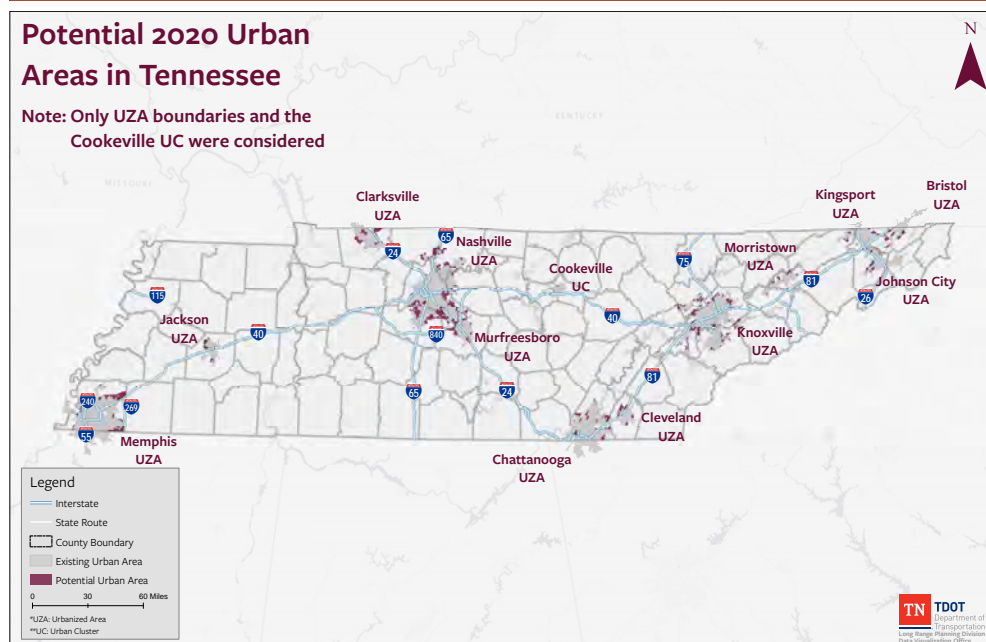 Potential 2020 Urban
Areas in Tennessee
Note: Only UZA boundaries and the
Cookeville UC were considered
N
KENTUCKY
MISSOURI
Clarksville
UZA
Kingsport
UZA
Bristol
UZA
65
Nashville
UZA
24
Morristown
UZA
75
Cookeville
UC
81
Johnson City
UZA
26
115
Jackson
UZA
40
40
Knoxville
UZA
840
Murfreesboro
UZA
81
65
24
240
269
55
Memphis
UZA
Cleveland
UZA
Chattanooga
UZA
Legend
Interstate
State Route
County Boundary
Existing Urban Area
Potential Urban Area
0 30 60 Miles
*UZA: Urbanized Area
**UC: Urban Cluster
TN
TDOT
Department of
Transportation
Long Range Planning Division
Data Visualization Office